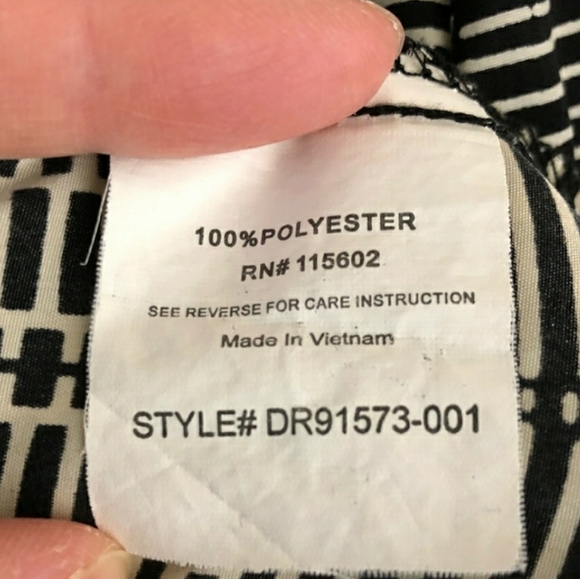 100%POLYESTER
RN# 115602
SEE REVERSE FOR CARE INSTRUCTION
Made In Vietnam
STYLE# DR91573-001